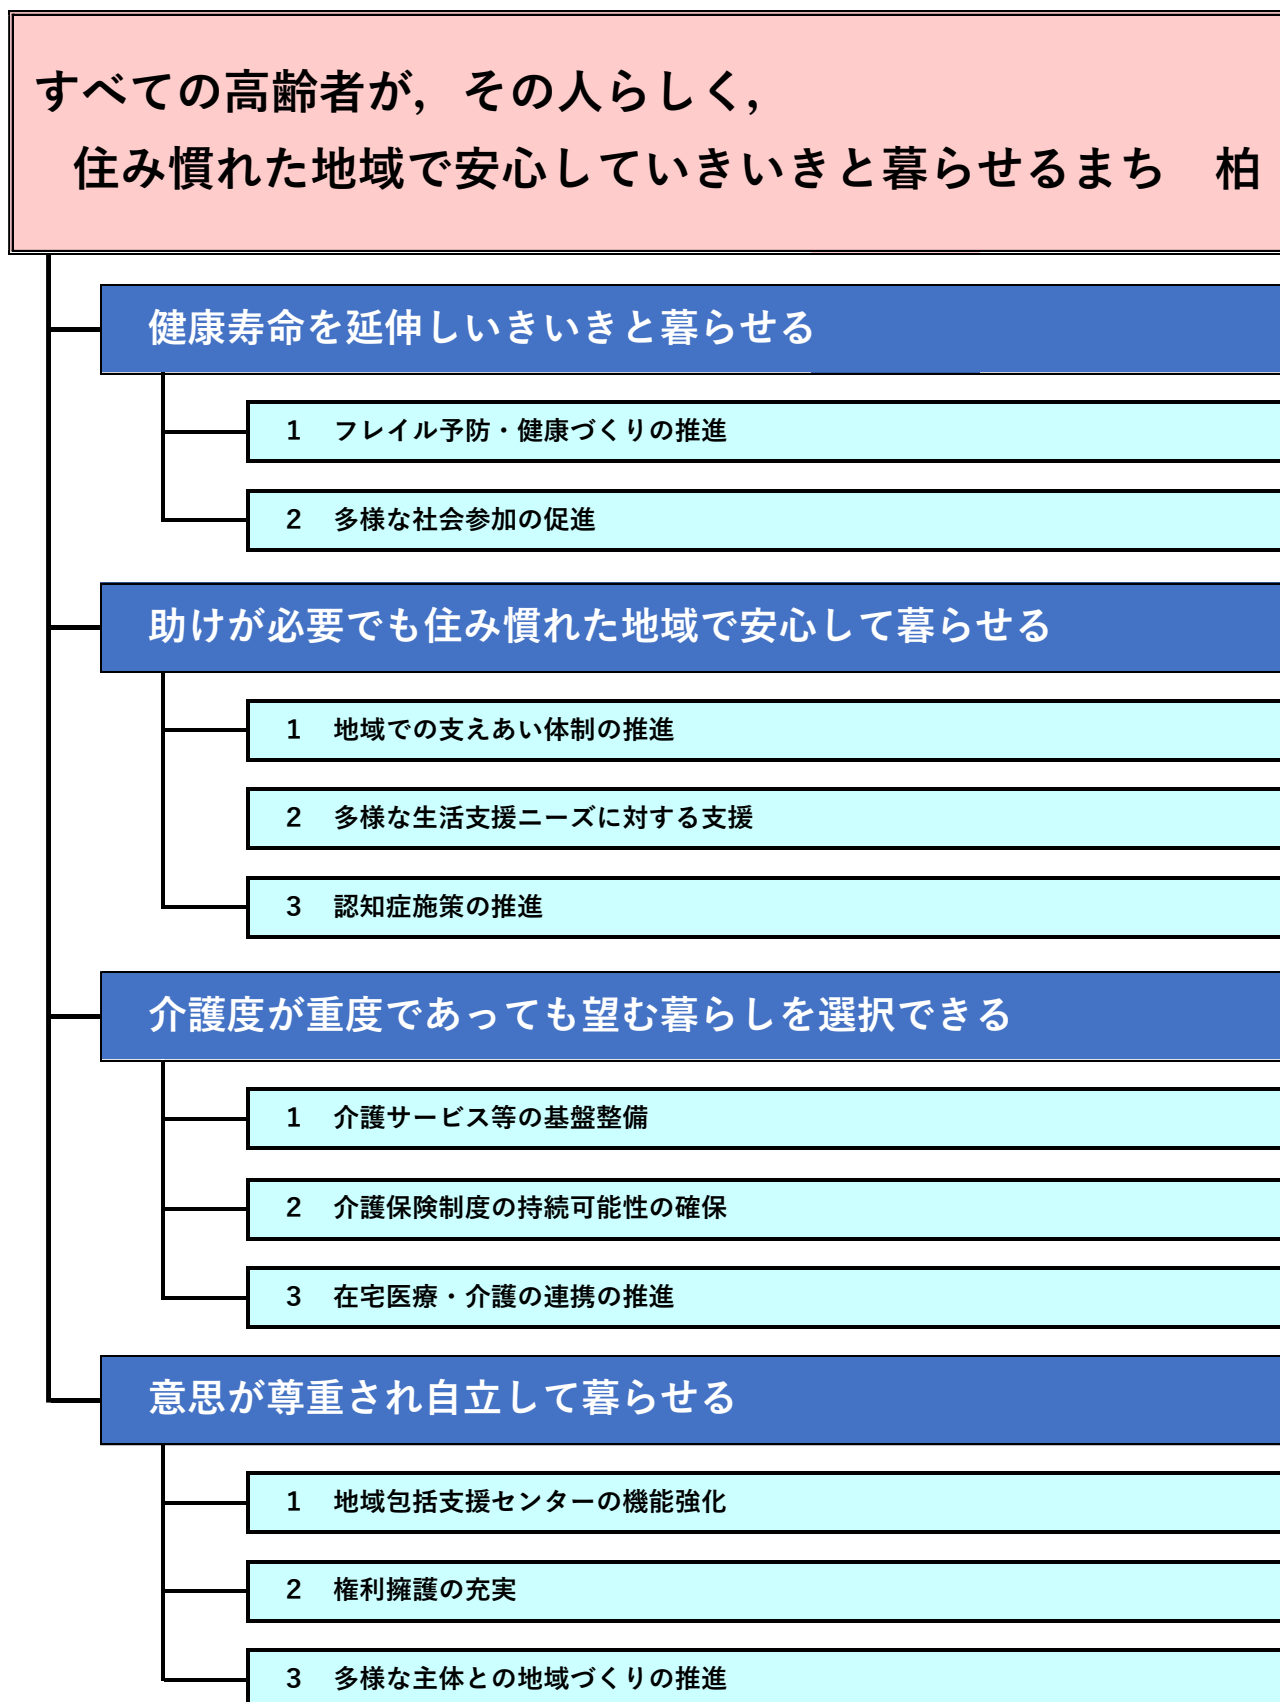 すべての高齢者が，その人らしく，
住み慣れた地域で安心していきいきと暮らせるまち　柏
健康寿命を延伸しいきいきと暮らせる
1　フレイル予防・健康づくりの推進
2　多様な社会参加の促進
助けが必要でも住み慣れた地域で安心して暮らせる
1　地域での支えあい体制の推進
2　多様な生活支援ニーズに対する支援
3　認知症施策の推進
介護度が重度であっても望む暮らしを選択できる
1　介護サービス等の基盤整備
2　介護保険制度の持続可能性の確保
3　在宅医療・介護の連携の推進
意思が尊重され自立して暮らせる
1　地域包括支援センターの機能強化
2　権利擁護の充実
3　多様な主体との地域づくりの推進